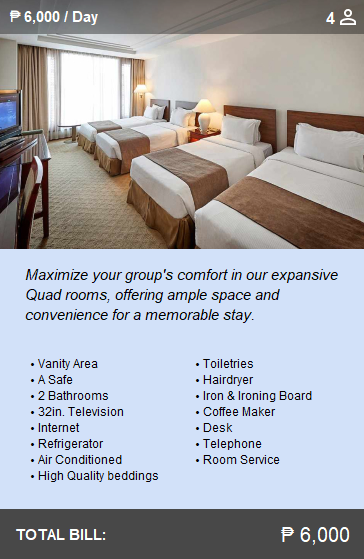 ₱ 6,000 / Day
4
Maximize your group's comfort in our expansive
Quad rooms, offering ample space and
convenience for a memorable stay.
• Vanity Area
• A Safe
• 2 Bathrooms
• 32in. Television
• Internet
• Refrigerator
• Air Conditioned
• High Quality beddings
• Toiletries
• Hairdryer
• Iron & Ironing Board
• Coffee Maker
• Desk
• Telephone
• Room Service
TOTAL BILL:
₱ 6,000